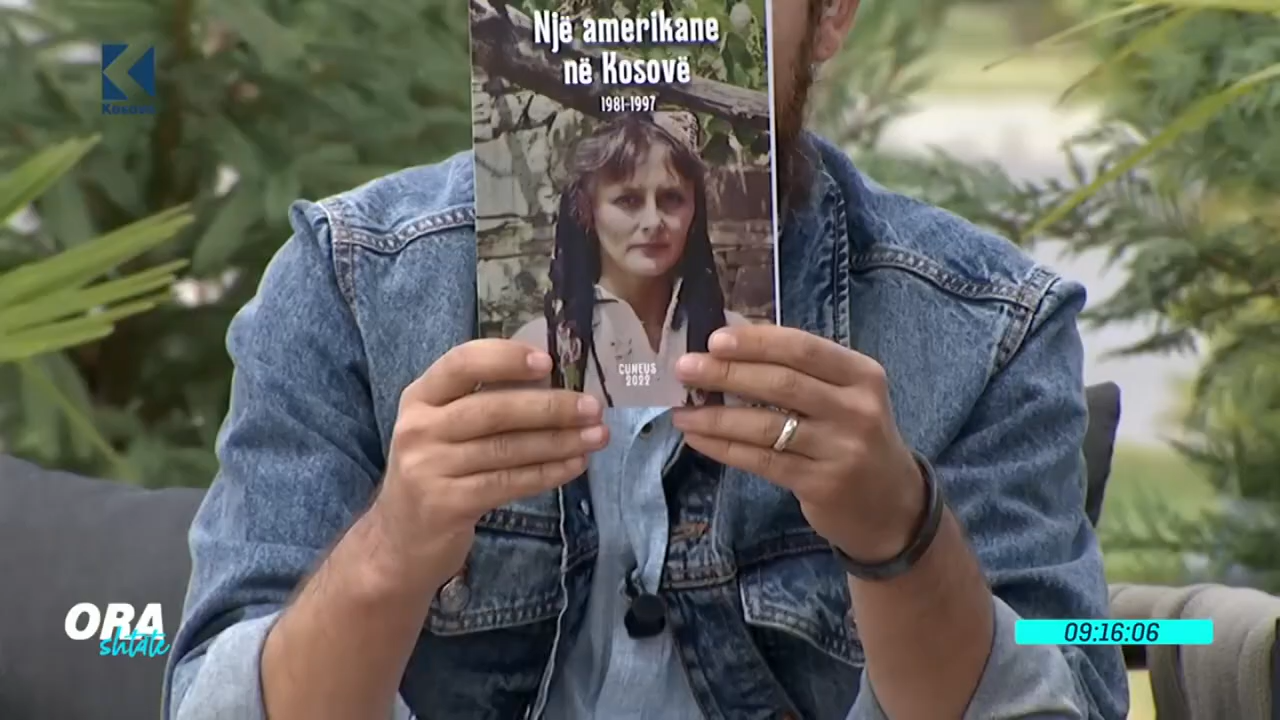 Një amerikane
në Kosovë
1981-1997
CUNEUS
2022
Kosova
ORA
shtatë
09:16:06